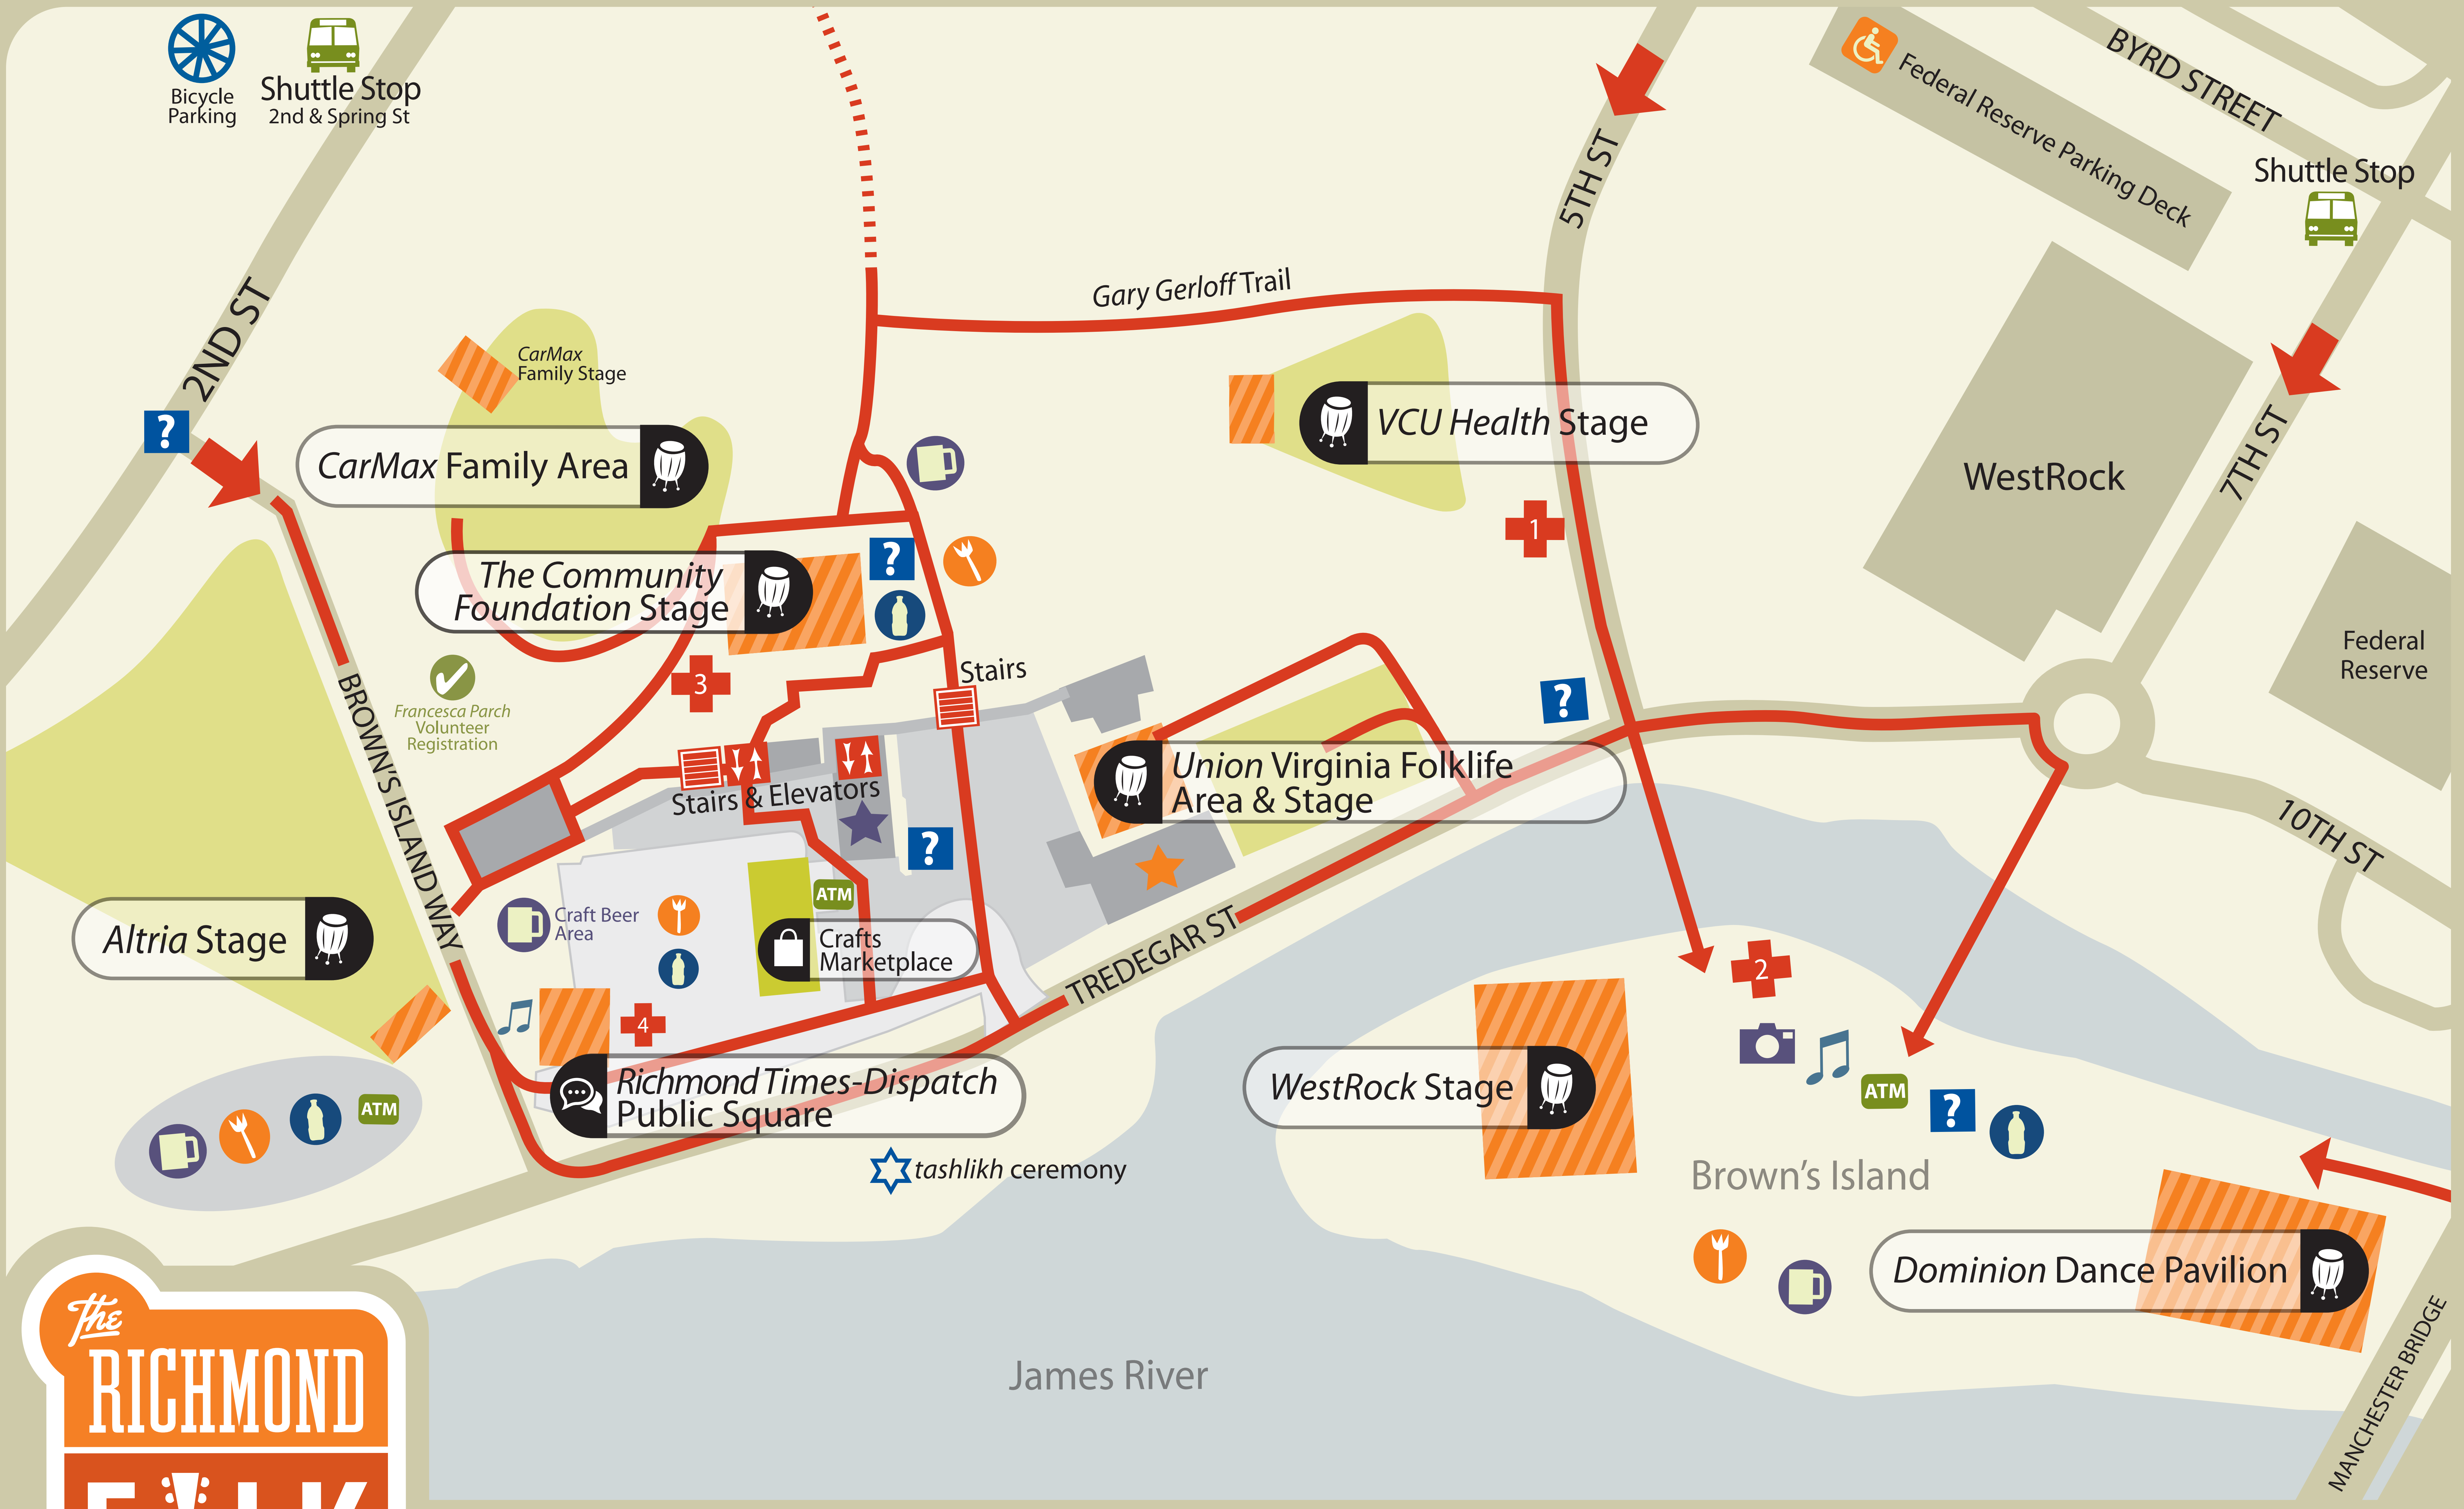 Bicycle
Parking
Shuttle Stop
2nd & Spring St
BYRD STREET
Federal Reserve Parking Deck
Shuttle Stop
5TH ST
2ND ST
Gary Gerloff Trail
CarMax
Family Stage
CarMax Family Area
VCU Health Stage
WestRock
7TH ST
1
The Community
Foundation Stage
Federal
Reserve
3
Stairs
Francesca Parch
Volunteer
Registration
BROWN'S ISLAND WAY
Stairs & Elevators
Union Virginia Folklife
Area & Stage
10TH ST
ATM
Craft Beer
Area
Altria Stage
Crafts
Marketplace
TREDEGAR ST
2
4
Richmond Times-Dispatch
Public Square
WestRock Stage
ATM
ATM
tashlikh ceremony
Brown's Island
Dominion Dance Pavilion
James River
MANCHESTER BRIDGE
The
RICHMOND